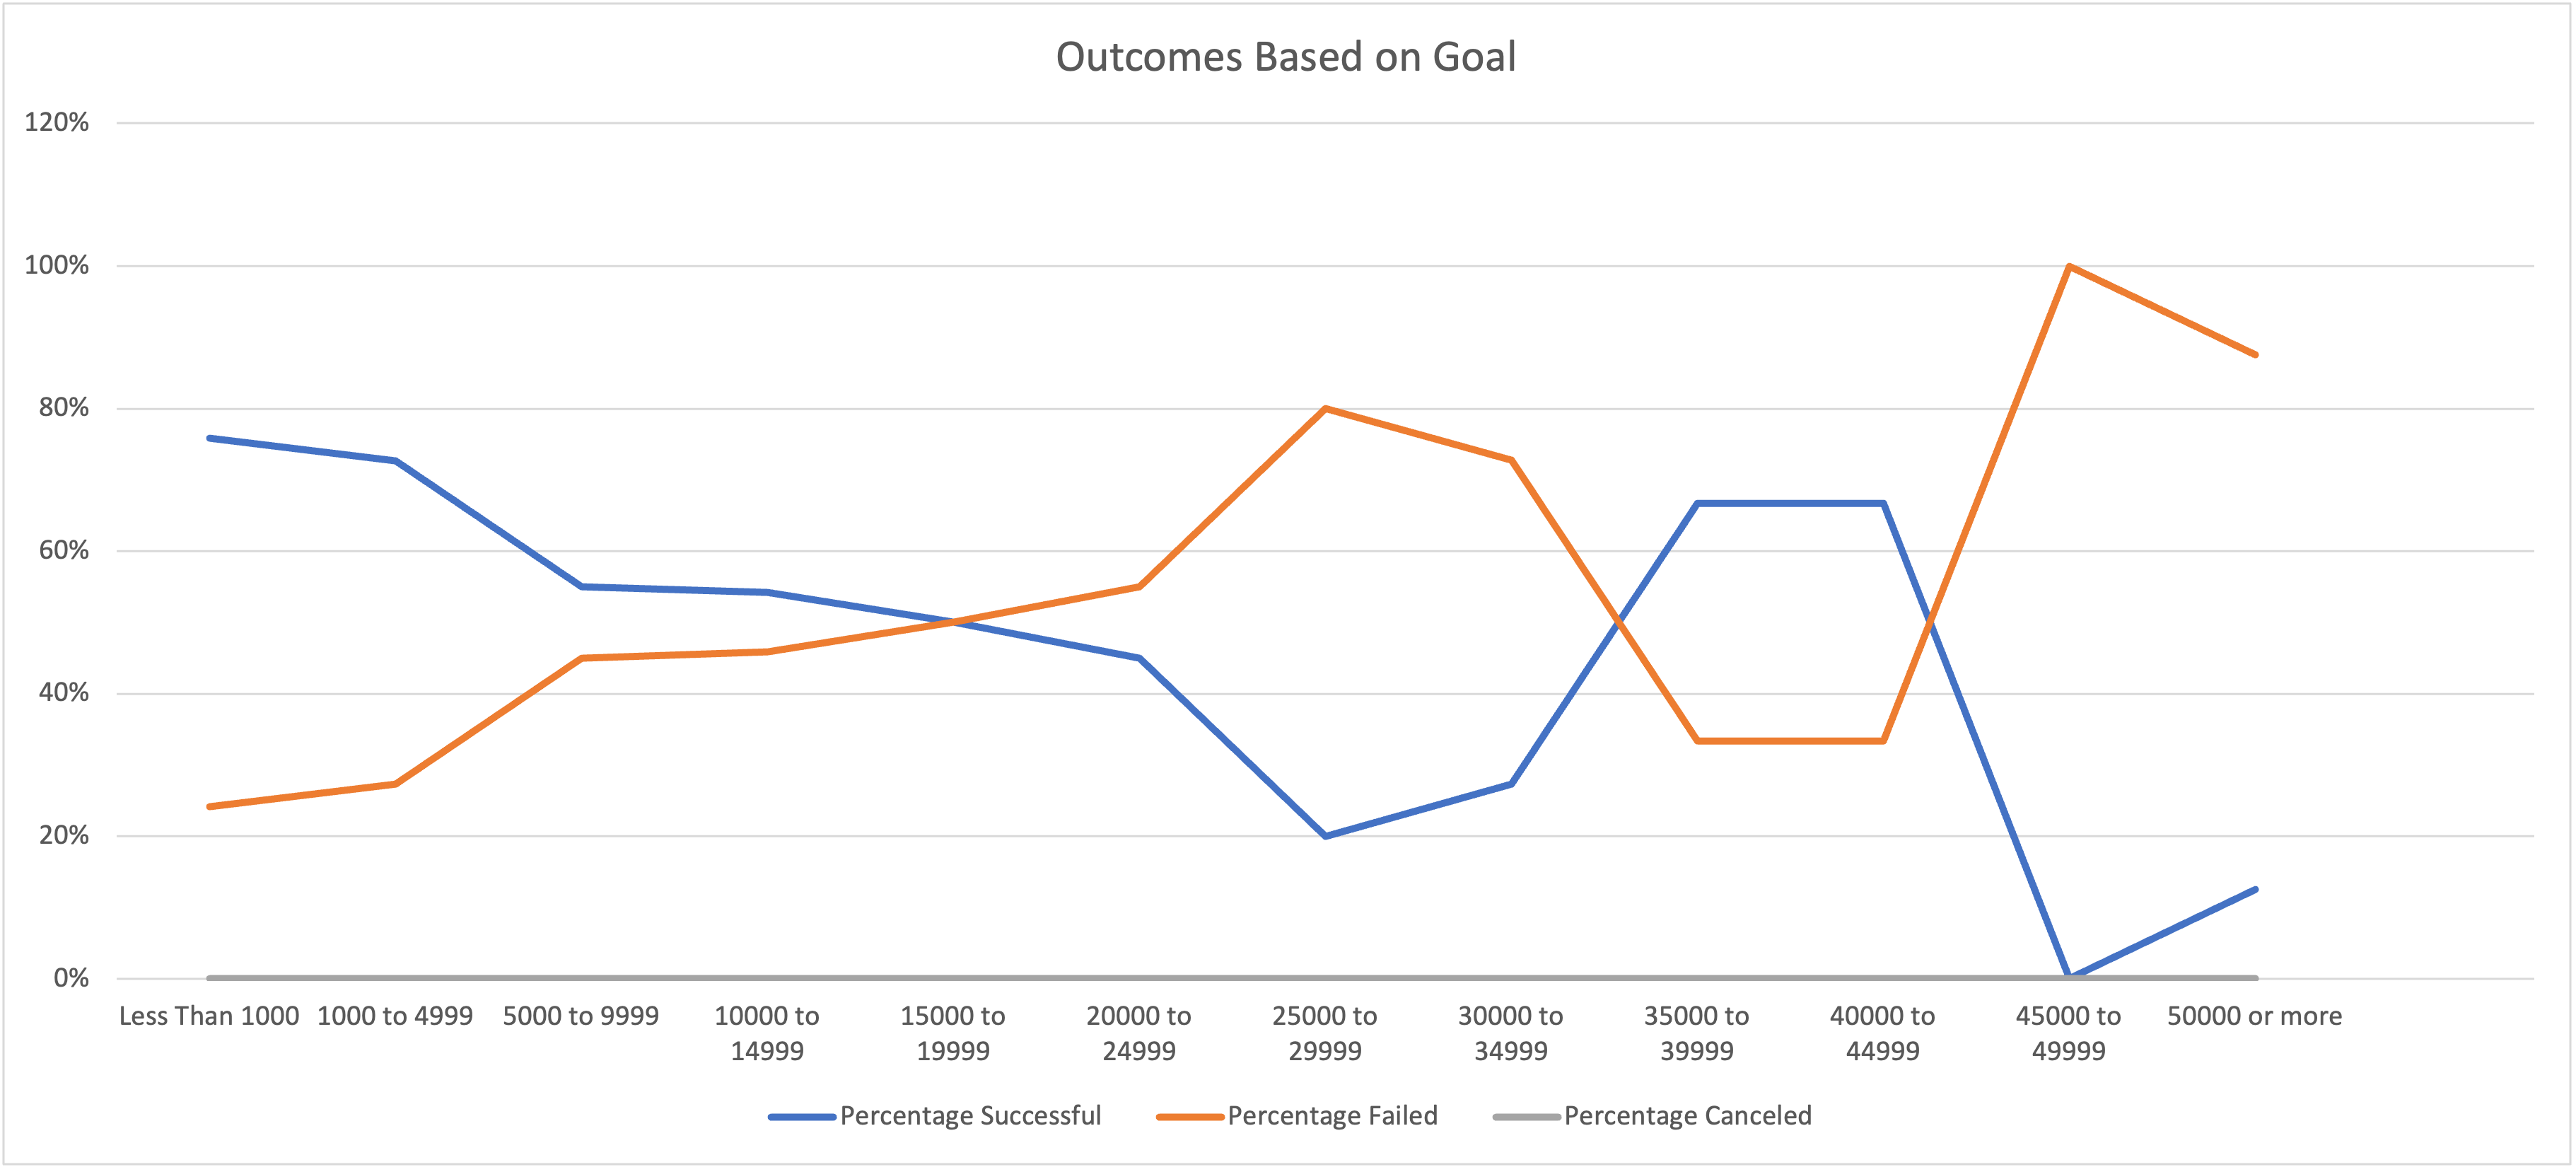 Outcomes Based on Goal
120%
100%
80%
60%
40%
20%
0%
Less Than 1000
1000 to 4999
5000 to 9999
10000 to
14999
15000 to
19999
20000 to
24999
25000 to
29999
30000 to
34999
35000 to
39999
40000 to
44999
45000 to
49999
50000 or more
Percentage Successful
Percentage Failed
Percentage Canceled